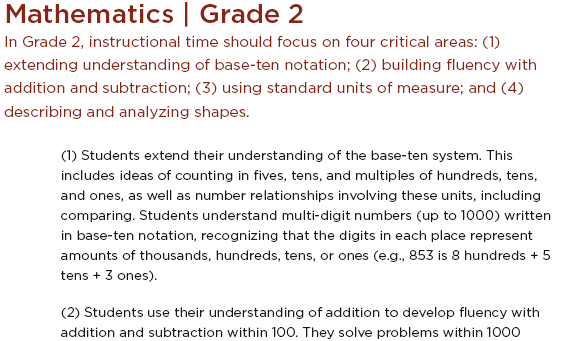 Mathematics | Grade 2
In Grade 2, instructional time should focus on four critical areas: (1)
extending understanding of base-ten notation; (2) building fluency with
addition and subtraction; (3) using standard units of measure; and (4)
describing and analyzing shapes.
(1) Students extend their understanding of the base-ten system. This
includes ideas of counting in fives, tens, and multiples of hundreds, tens,
and ones, as well as number relationships involving these units, including
comparing. Students understand multi-digit numbers (up to 1000) written
in base-ten notation, recognizing that the digits in each place represent
amounts of thousands, hundreds, tens, or ones (e.g., 853 is 8 hundreds + 5
tens + 3 ones).
(2) Students use their understanding of addition to develop fluency with
addition and subtraction within 100. They solve problems within 1000